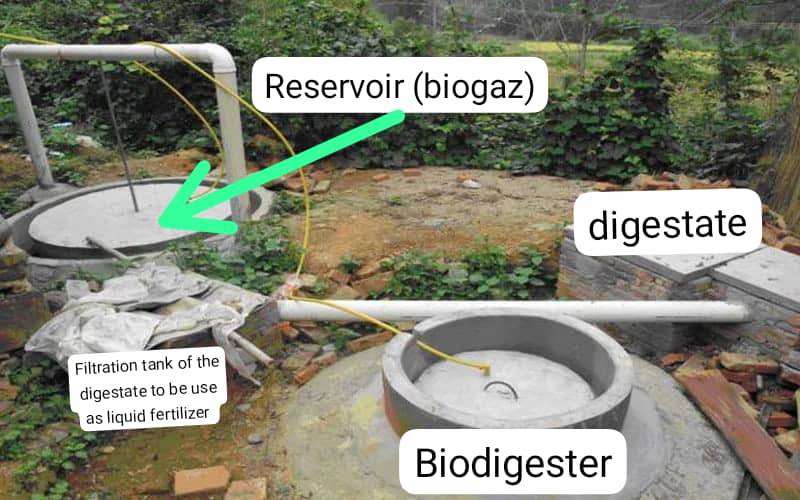 Reservoir (biogaz)
digestate
Filtration tank of the
digestate to be use
as liquid fertilizer
Biodigester